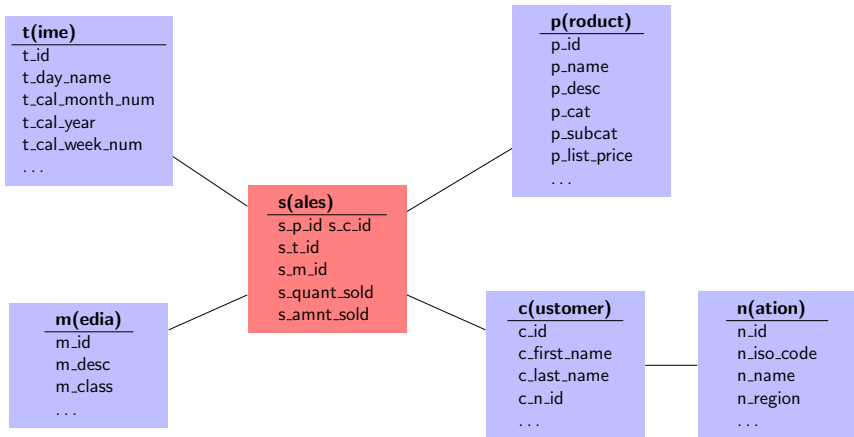 t(ime)
t_id
t_day_name
t_cal_month_num
t_cal_year
t_cal_week_num
. . .
p(roduct)
p_id
p_name
p_desc
p_cat
p_subcat
p_list_price
. . .
s(ales)
s_p_id s_c_id
s_t_id
s_m_id
s_quant_sold
s_amnt_sold
m(edia)
m_id
m_desc
m_class
. . .
c(ustomer)
c_id
c_first_name
c_last_name
c_n_id
. . .
n(ation)
n_id
n_iso_code
n_name
n_region
. . .